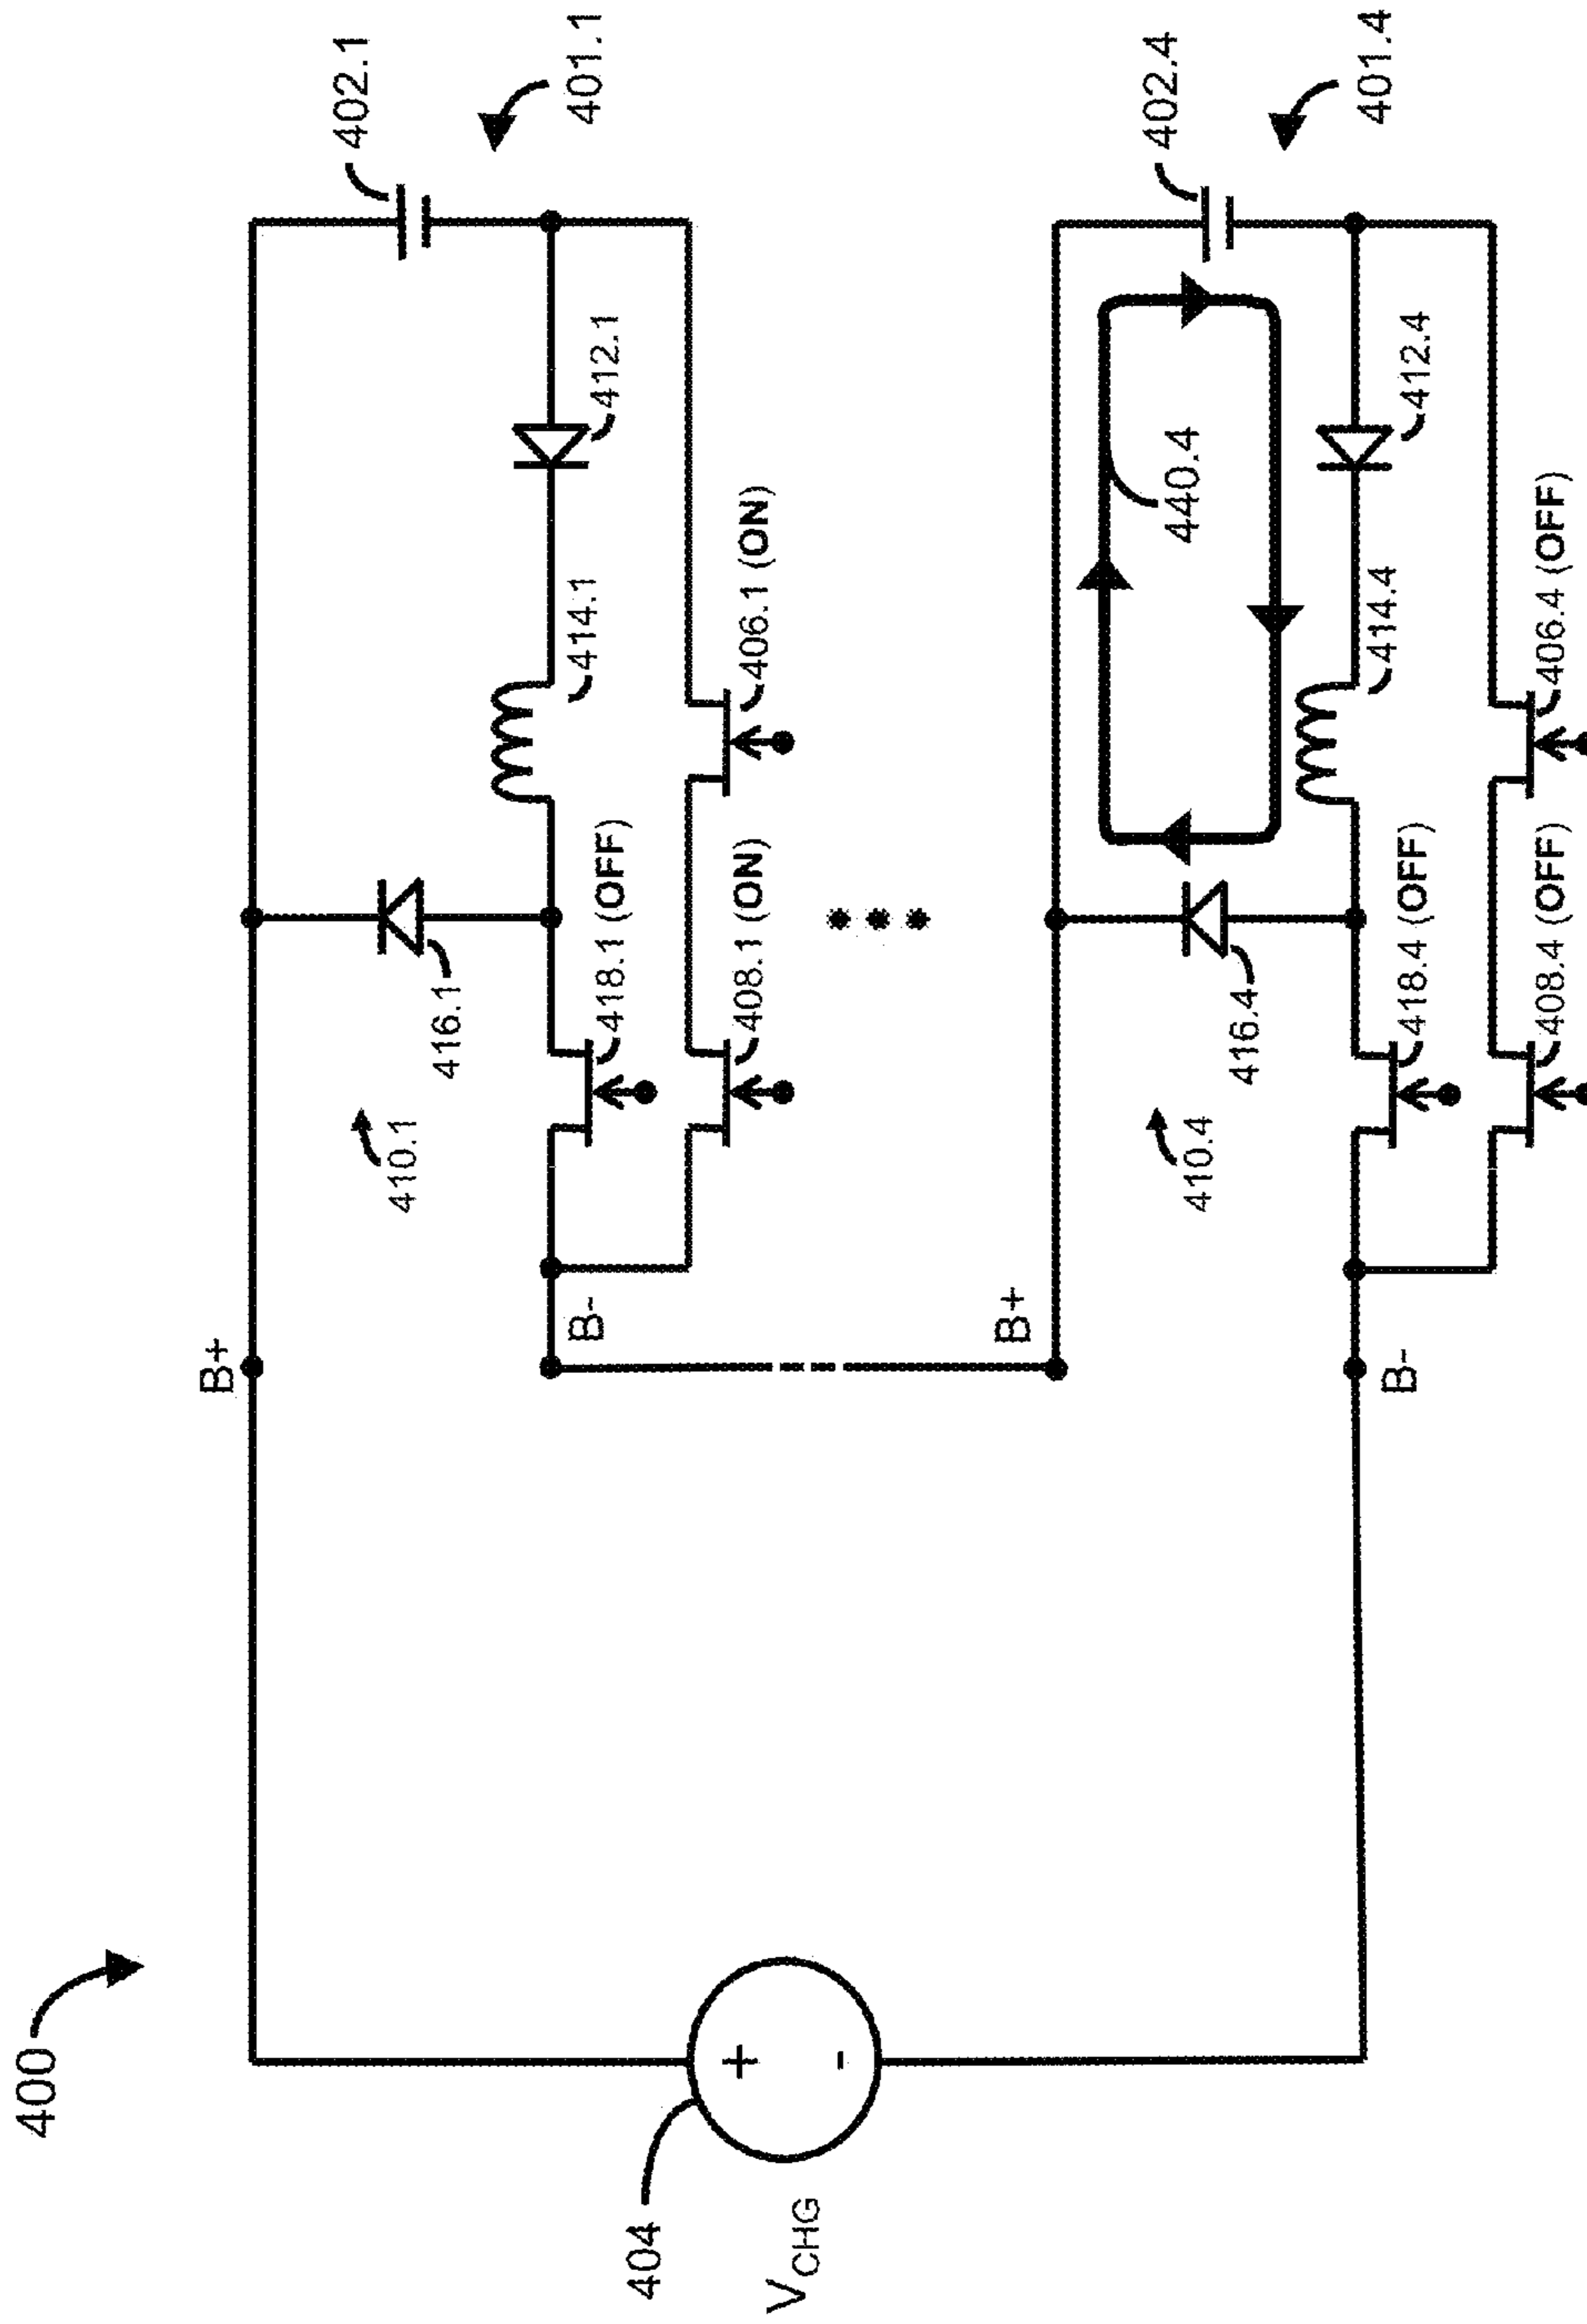 400
404
V_CHG
B+
B-
B+
B-
410.1
416.1
418.1 (OFF)
408.1 (ON)
414.1
406.1 (ON)
412.1
402.1
401.1
410.4
416.4
418.4 (OFF)
408.4 (OFF)
440.4
414.4
406.4 (OFF)
412.4
402.4
401.4
+
-